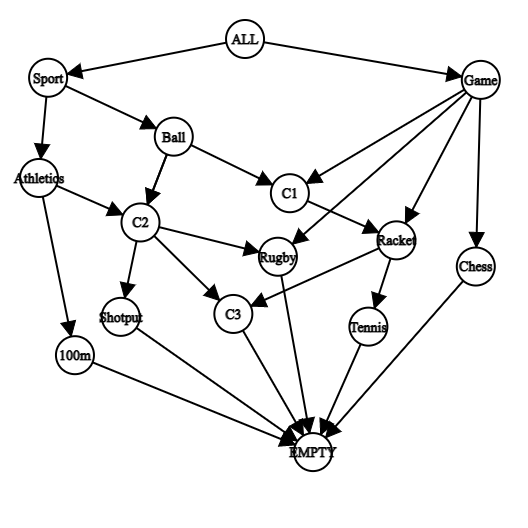 ALL
Sport
Game
Ball
Athletics
C1
C2
Racket
Rugby
Chess
C3
Shotput
Tennis
100m
EMPTY